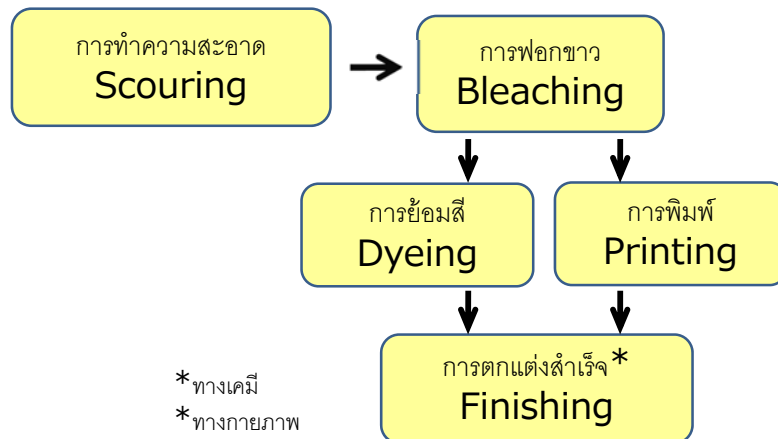 การทำความสะอาด
Scouring
การฟอกขาว
Bleaching
การย้อมสี
Dyeing
การพิมพ์
Printing
การตกแต่งสำเร็จ*
Finishing
*ทางเคมี
*ทางกายภาพ